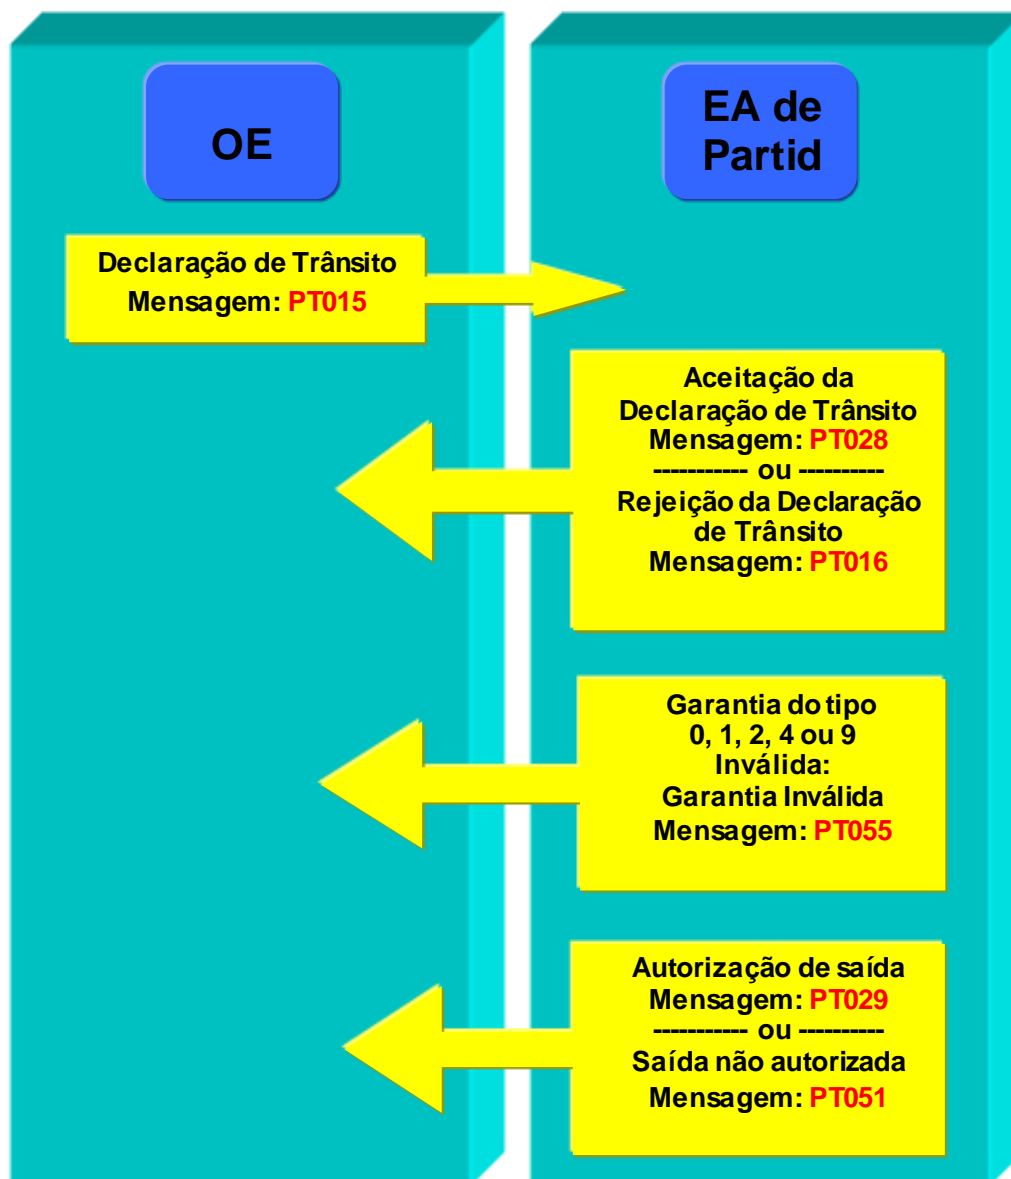 OE
EA de
Partid
Declaração de Trânsito
Mensagem: PT015
Aceitação da
Declaração de Trânsito
Mensagem: PT028
----------- ou ----------
Rejeição da Declaração
de Trânsito
Mensagem: PT016
Garantia do tipo
0, 1, 2, 4 ou 9
Inválida:
Garantia Inválida
Mensagem: PT055
Autorização de saída
Mensagem: PT029
----------- ou ----------
Saída não autorizada
Mensagem: PT051